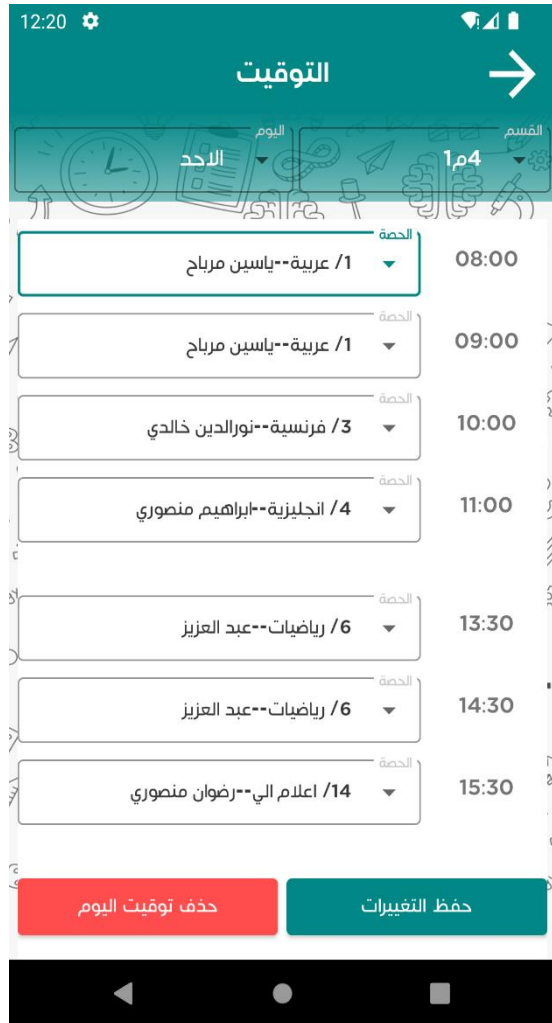 12:20
التوقيت
القسم
4م1
اليوم
الاحد
08:00
الحصة
1/ عربية--ياسين مرباح
09:00
الحصة
1/ عربية--ياسين مرباح
10:00
الحصة
3/ فرنسية--نورالدين خالدي
11:00
الحصة
4/ انجليزية--ابراهيم منصوري
13:30
الحصة
6/ رياضيات--عبد العزيز
14:30
الحصة
6/ رياضيات--عبد العزيز
15:30
الحصة
14/ اعلام الي--رضوان منصوري
حفظ التغييرات
حذف توقيت اليوم